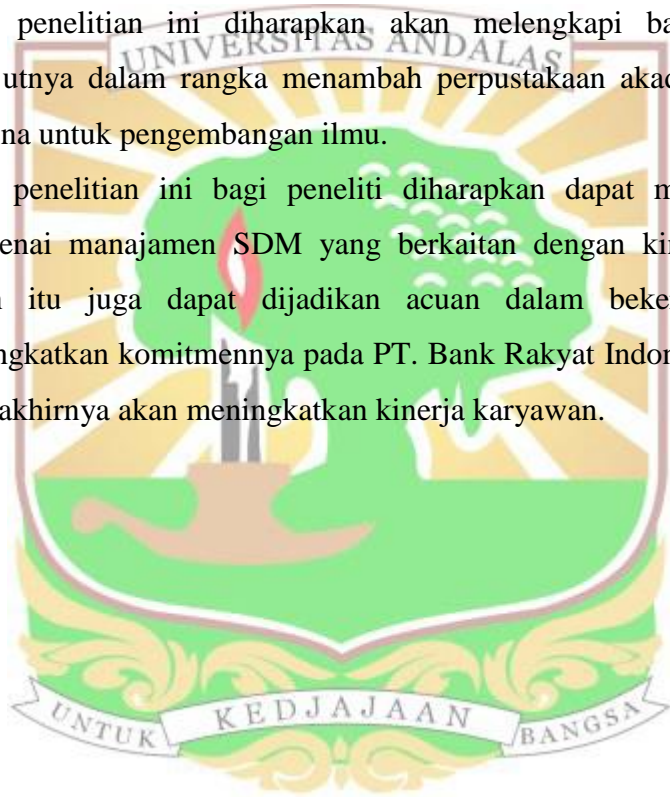 penelitian ini diharapkan akan melengkapi ba
UNIVERSITAS ANDALAS
utnya dalam rangka menambah perpustakaan akad
na untuk pengembangan ilmu.
penelitian ini bagi peneliti diharapkan dapat m
enai manajamen SDM yang berkaitan dengan kin
itu juga dapat dijadikan acuan dalam beke
ngkatkan komitmennya pada PT. Bank Rakyat Indon
akhirnya akan meningkatkan kinerja karyawan.
UNTUK KEDJAJAAN BANGSA